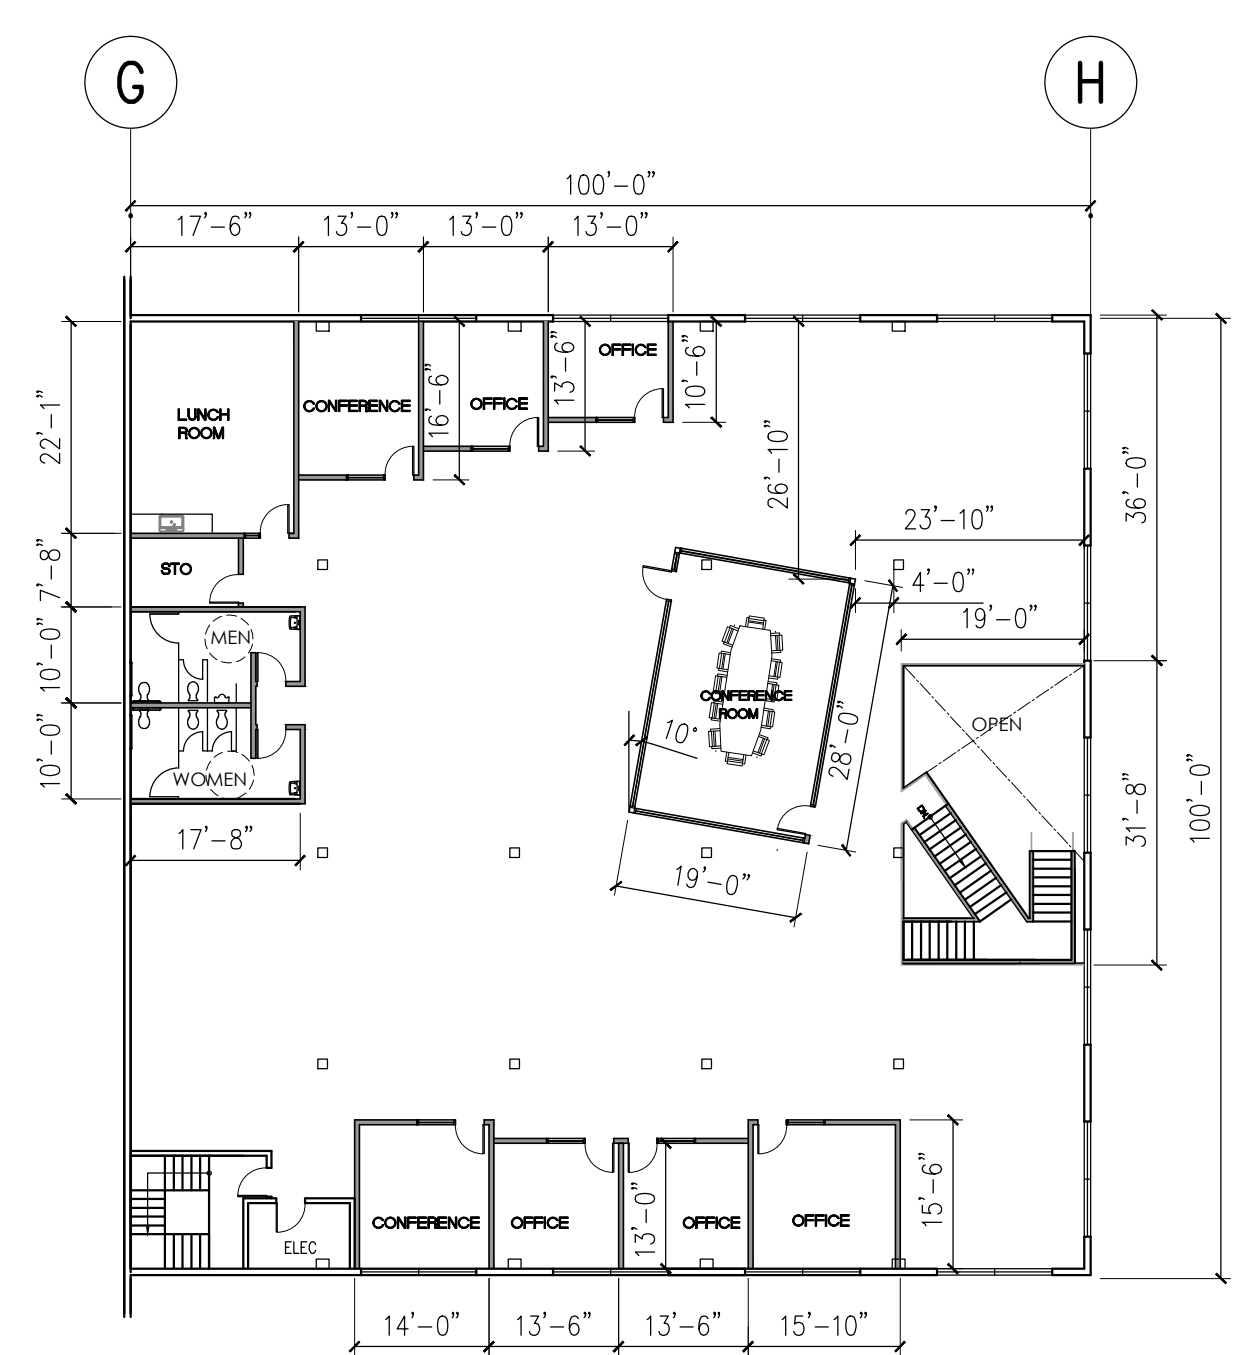 G
H
100'-0"
17'-6"
13'-0"
13'-0"
13'-0"
22'-1"
LUNCH
ROOM
CONFERENCE
16'-6"
OFFICE
13'-6"
OFFICE
10'-6"
26'-10"
36'-0"
23'-10"
7'-8"
STO
4'-0"
19'-0"
10'-0"
MEN
CONFERENCE
ROOM
10°
28'-0"
OPEN
10'-0"
WOMEN
31'-8"
100'-0"
DN
17'-8"
19'-0"
15'-6"
13'-0"
CONFERENCE
OFFICE
OFFICE
OFFICE
ELEC
14'-0"
13'-6"
13'-6"
15'-10"